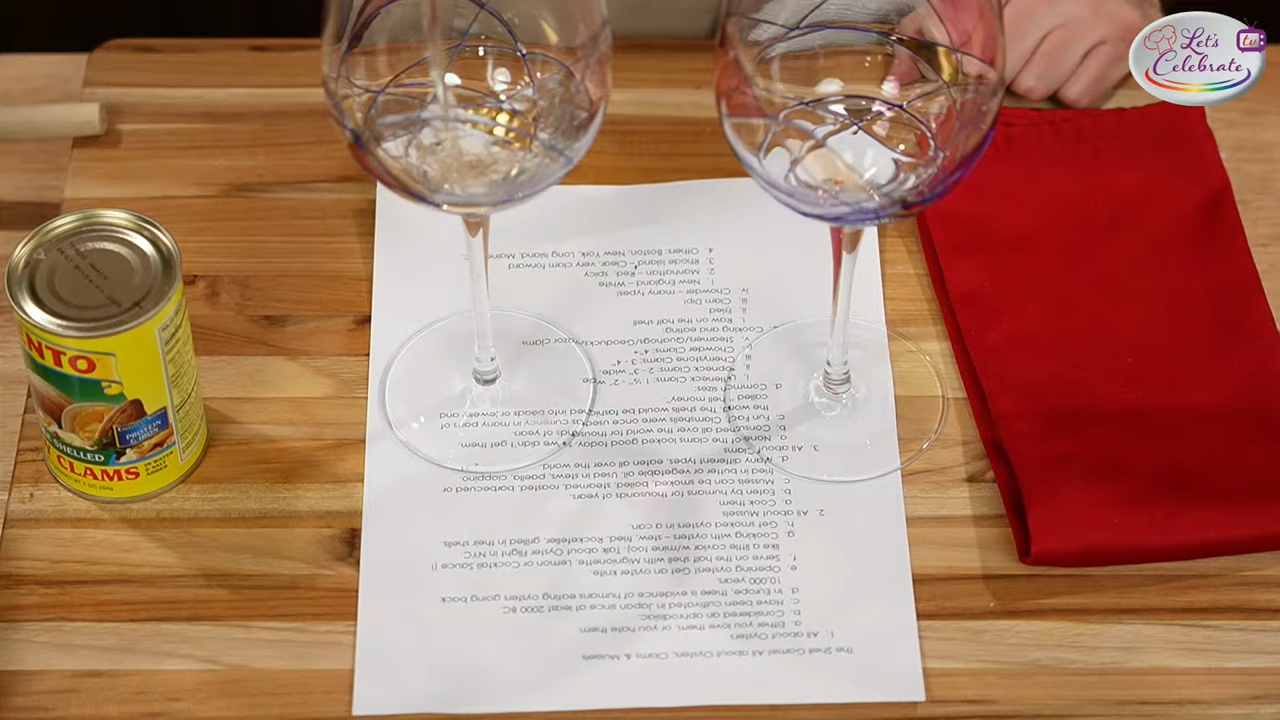 Let's
tv
Celebrate
NTO
PROTEIN
& IRON
SHELLED
CLAMS
IN WATER
& SALT
ADDED
The Shell Game! All about Oysters, Clams & Mussels
1. All about Oysters
a. Either you love them, or you hate them
b. Considered an aphrodisiac
c. Have been cultivated in Japan since at least 2000 BC
d. In Europe, there is evidence of humans eating oysters going back
10,000 years
e. Opening oysters! Get an oyster knife
f. Serve on the half shell with Mignonette, Lemon or Cocktail Sauce (I
like a little caviar w/mine too). Talk about Oyster Flight in NYC
g. Cooking with oysters – stew, fried, Rockefeller, grilled in their shells
h. Get smoked oysters in a can.
2. All about Mussels
a. Cook them.
b. Eaten by humans for thousands of years.
c. Mussels can be smoked, boiled, steamed, roasted, barbecued or
fried in butter or vegetable oil. Used in stews, paella, cioppino
d. Many different types, eaten all over the world.
3. All about Clams
a. None of the clams looked good today, so we didn't get them.
b. Consumed all over the world for thousands of years
c. Fun Fact: Clamshells were once used as currency in many parts of
the world. The shells would be fashioned into beads or jewelry and
called "shell money".
d. Common sizes:
i. Littleneck Clams: 1 ½" - 2" wide
ii. Topneck Clams: 2 - 3" wide
iii. Cherrystone Clams: 3 - 4"
iv. Chowder Clams: 4"+
v. Steamers/Quahogs/Geoducks/razor clams
e. Cooking and eating:
i. Raw on the half shell
ii. Fried
iii. Clam Dip!
iv. Chowder – many types!
1. New England – White
2. Manhattan – Red, spicy
3. Rhode Island – Clear, very clam forward
4. Others: Boston, New York, Long Island, Maine